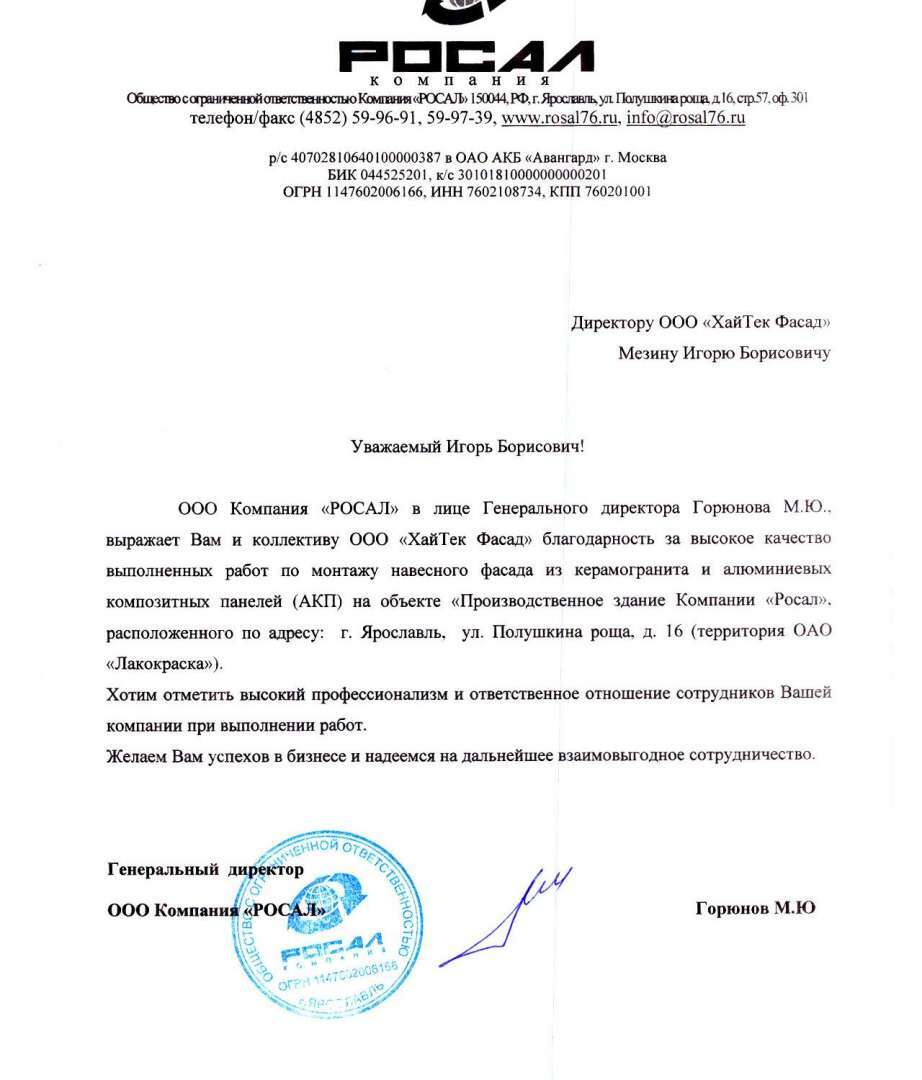 РОСАЛ
компания
Общество с ограниченной ответственностью Компания «РОСАЛ» 150044, РФ, г. Ярославль, ул. Полушкина роща, д.16, стр.57, оф. 301
телефон/факс (4852) 59-96-91, 59-97-39, www.rosal76.ru, info@rosal76.ru
р/с 40702810640100000387 в ОАО АКБ «Авангард» г. Москва
БИК 044525201, к/с 30101810000000000201
ОГРН 1147602006166, ИНН 7602108734, КПП 760201001
Директору ООО «ХайТек Фасад»
Мезину Игорю Борисовичу
Уважаемый Игорь Борисович!
ООО Компания «РОСАЛ» в лице Генерального директора Горюнова М.Ю.,
выражает Вам и коллективу ООО «ХайТек Фасад» благодарность за высокое качество
выполненных работ по монтажу навесного фасада из керамогранита и алюминиевых
композитных панелей (АКП) на объекте «Производственное здание Компании «Росал»,
расположенного по адресу: г. Ярославль, ул. Полушкина роща, д. 16 (территория ОАО
«Лакокраска»).
Хотим отметить высокий профессионализм и ответственное отношение сотрудников Вашей
компании при выполнении работ.
Желаем Вам успехов в бизнесе и надеемся на дальнейшее взаимовыгодное сотрудничество.
Генеральный директор
ООО Компания «РОСАЛ»
Горюнов М.Ю
ОБЩЕСТВО С ОГРАНИЧЕННОЙ ОТВЕТСТВЕННОСТЬЮ
РОСАЛ
КОМПАНИЯ
ОГРН 1147602006166
г.ЯРОСЛАВЛЬ